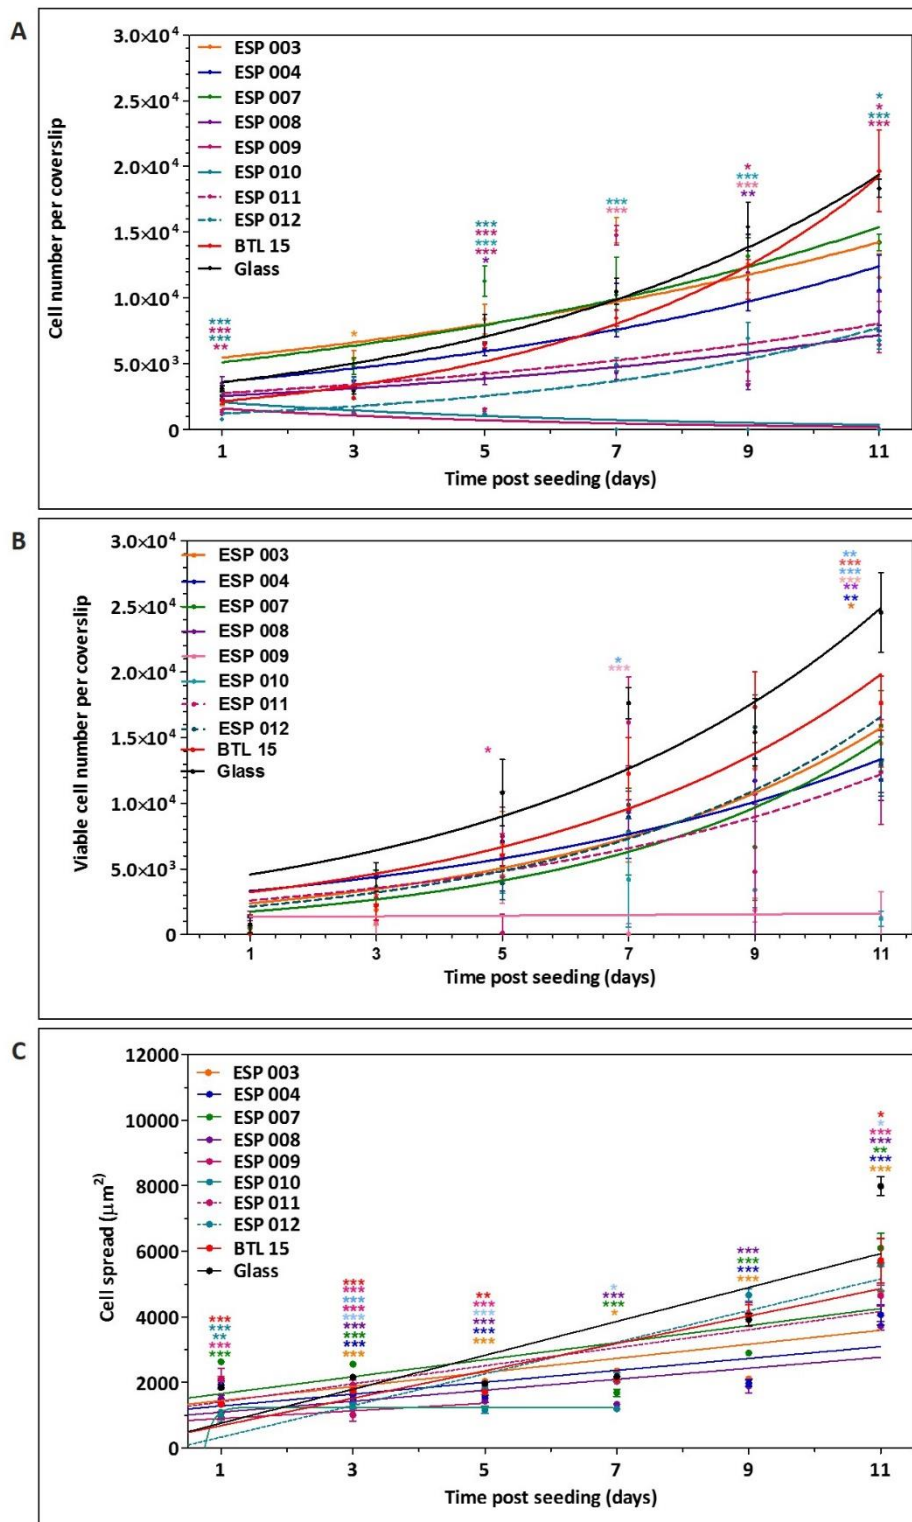 A
Cell number per coverslip
3.0×10⁴
2.5×10⁴
2.0×10⁴
1.5×10⁴
1.0×10⁴
5.0×10³
0
ESP 003
ESP 004
ESP 007
ESP 008
ESP 009
ESP 010
ESP 011
ESP 012
BTL 15
Glass
***
***
***
**
*
***
***
***
***
*
***
***
*
***
***
**
*
*
***
***
1 3 5 7 9 11
Time post seeding (days)
B
Viable cell number per coverslip
3.0×10⁴
2.5×10⁴
2.0×10⁴
1.5×10⁴
1.0×10⁴
5.0×10³
0
ESP 003
ESP 004
ESP 007
ESP 008
ESP 009
ESP 010
ESP 011
ESP 012
BTL 15
Glass
*
*
***
**
***
***
***
**
**
*
1 3 5 7 9 11
Time post seeding (days)
C
Cell spread (µm²)
12000
10000
8000
6000
4000
2000
0
ESP 003
ESP 004
ESP 007
ESP 008
ESP 009
ESP 010
ESP 011
ESP 012
BTL 15
Glass
***
***
**
***
***
***
***
***
***
***
***
***
***
***
**
***
***
***
***
***
*
***
***
*
***
***
***
***
*
*
***
***
**
***
***
1 3 5 7 9 11
Time post seeding (days)